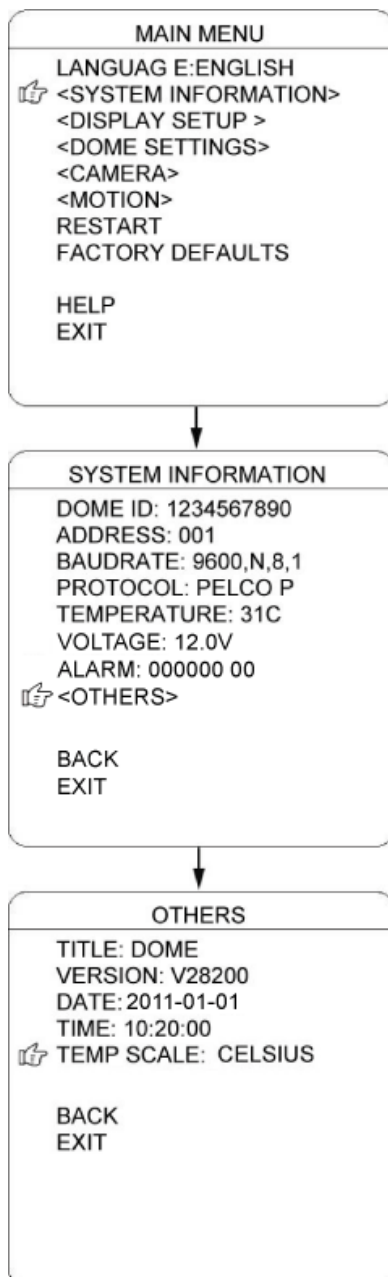 MAIN MENU
LANGUAG E:ENGLISH
<SYSTEM INFORMATION>
<DISPLAY SETUP >
<DOME SETTINGS>
<CAMERA>
<MOTION>
RESTART
FACTORY DEFAULTS
HELP
EXIT
SYSTEM INFORMATION
DOME ID: 1234567890
ADDRESS: 001
BAUDRATE: 9600,N,8,1
PROTOCOL: PELCO P
TEMPERATURE: 31C
VOLTAGE: 12.0V
ALARM: 000000 00
<OTHERS>
BACK
EXIT
OTHERS
TITLE: DOME
VERSION: V28200
DATE: 2011-01-01
TIME: 10:20:00
TEMP SCALE: CELSIUS
BACK
EXIT